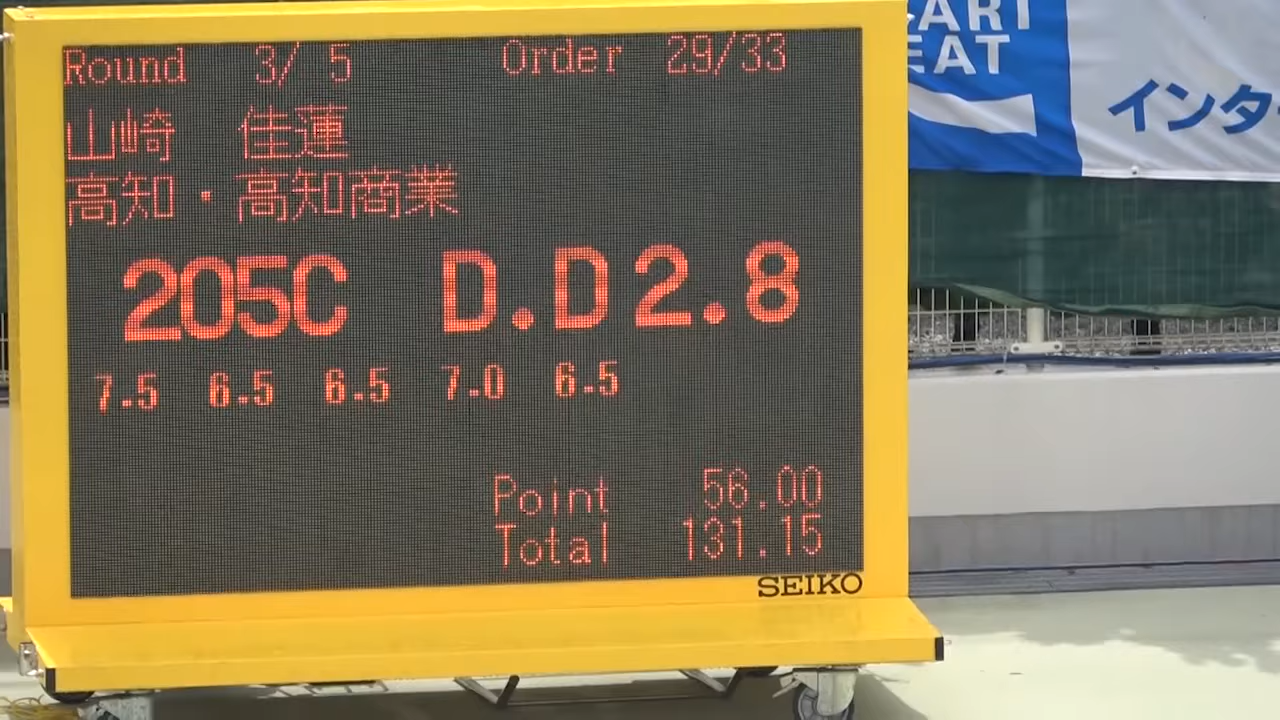 Round 3/ 5 Order 29/33
山崎 佳蓮
高知・高知商業
205C D.D 2.8
7.5 6.5 6.5 7.0 6.5
Point 56.00
Total 131.15
SEIKO
EAT
インター